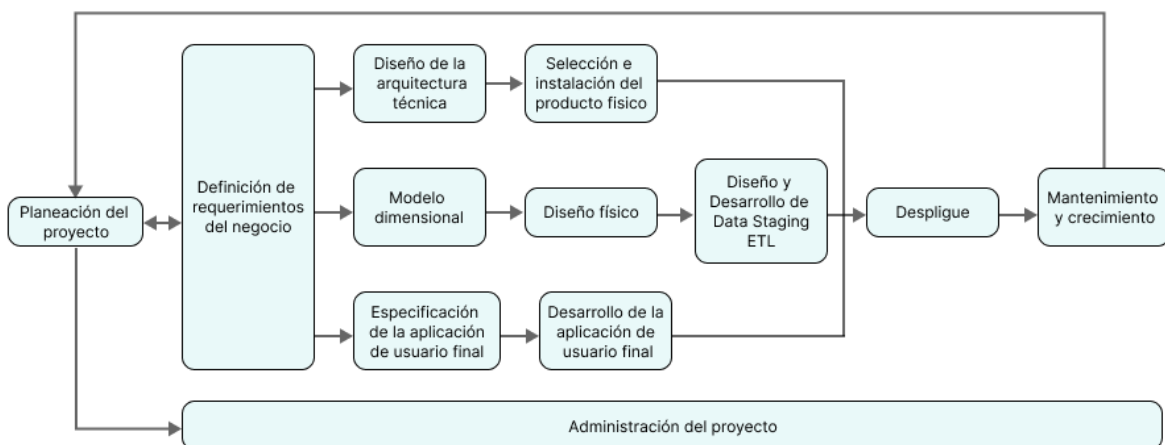 Planeación del
proyecto
Definición de
requerimientos
del negocio
Diseño de la
arquitectura
técnica
Selección e
instalación del
producto fisico
Modelo
dimensional
Diseño físico
Diseño y
Desarrollo de
Data Staging
ETL
Especificación
de la aplicación
de usuario final
Desarrollo de la
aplicación de
usuario final
Despligue
Mantenimiento
y crecimiento
Administración del proyecto